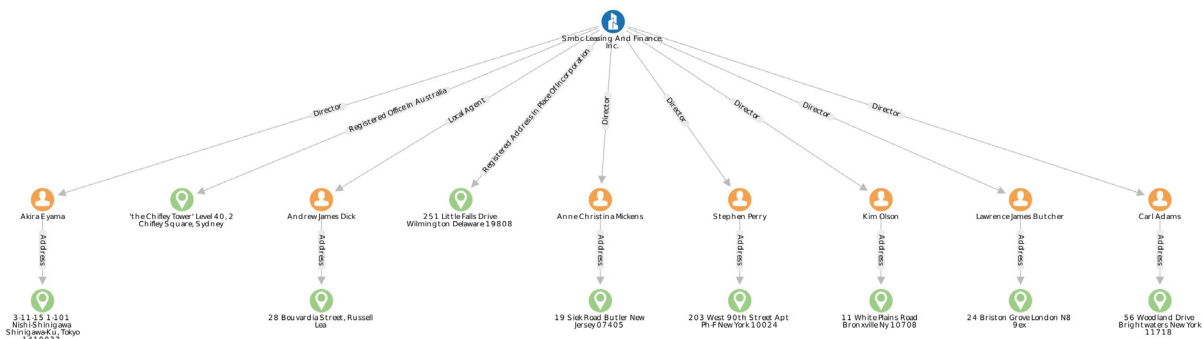 Smbc Leasing And Finance,
Inc.
Director
Registered Office In Australia
Local Agent
Registered Address In Place Of Incorporation
Director
Director
Director
Director
Director
Akira Eyama
'the Chifley Tower' Level 40, 2
Chifley Square, Sydney
Andrew James Dick
251 Little Falls Drive
Wilmington Delaware 19808
Anne Christina Mickens
Stephen Perry
Kim Olson
Lawrence James Butcher
Carl Adams
Address
Address
Address
Address
Address
Address
Address
3-11-15 1-101
Nishi-Shinigawa
Shinigawa-Ku, Tokyo
28 Bouvardia Street, Russell
Lea
19 Siek Road Butler New
Jersey 07405
203 West 90th Street Apt
Ph-F New York 10024
11 White Plains Road
Bronxville Ny 10708
24 Briston Grove London N8
9ex
56 Woodland Drive
Brightwaters New York
11718